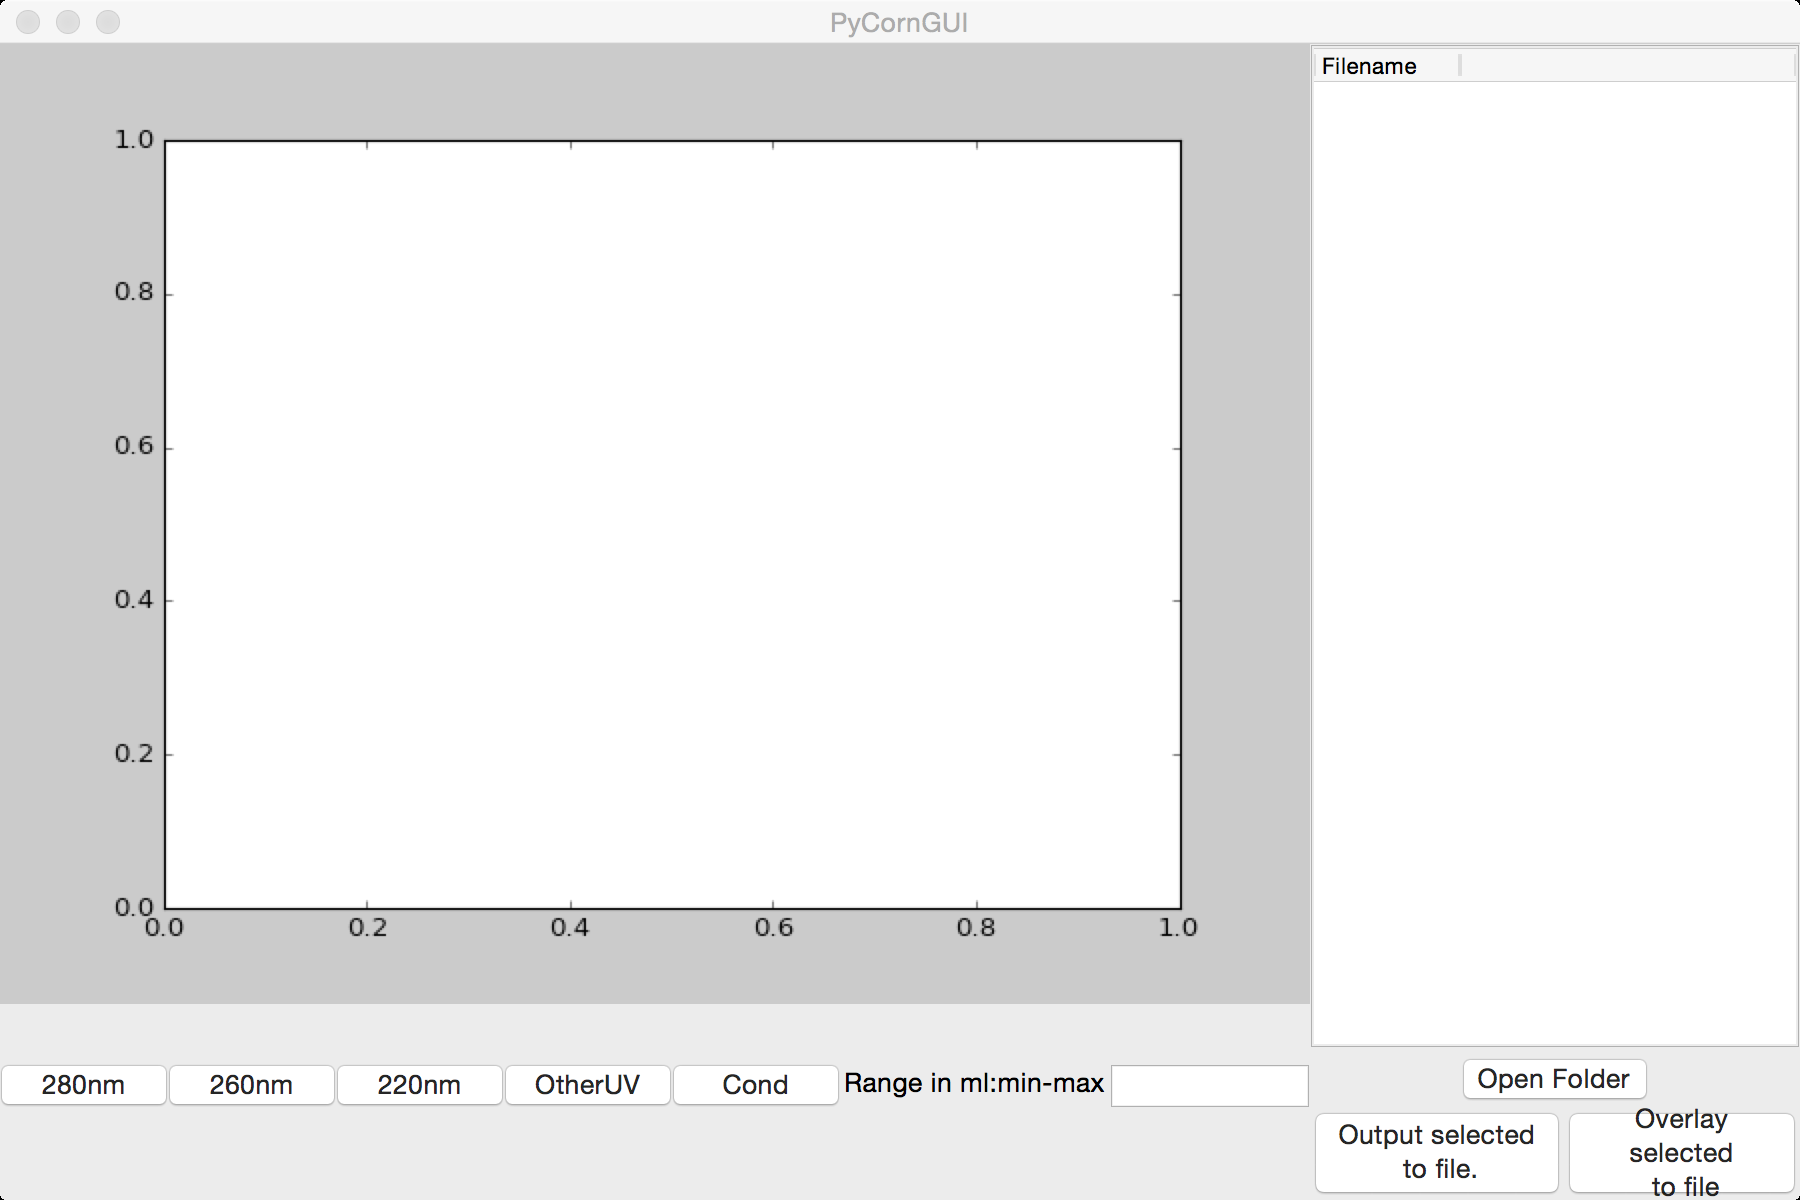 PyCornGUI
Filename
1.0
0.8
0.6
0.4
0.2
0.0
0.0 0.2 0.4 0.6 0.8 1.0
280nm 260nm 220nm OtherUV Cond Range in ml:min-max
Open Folder
Output selected
to file.
Overlay
selected
to file